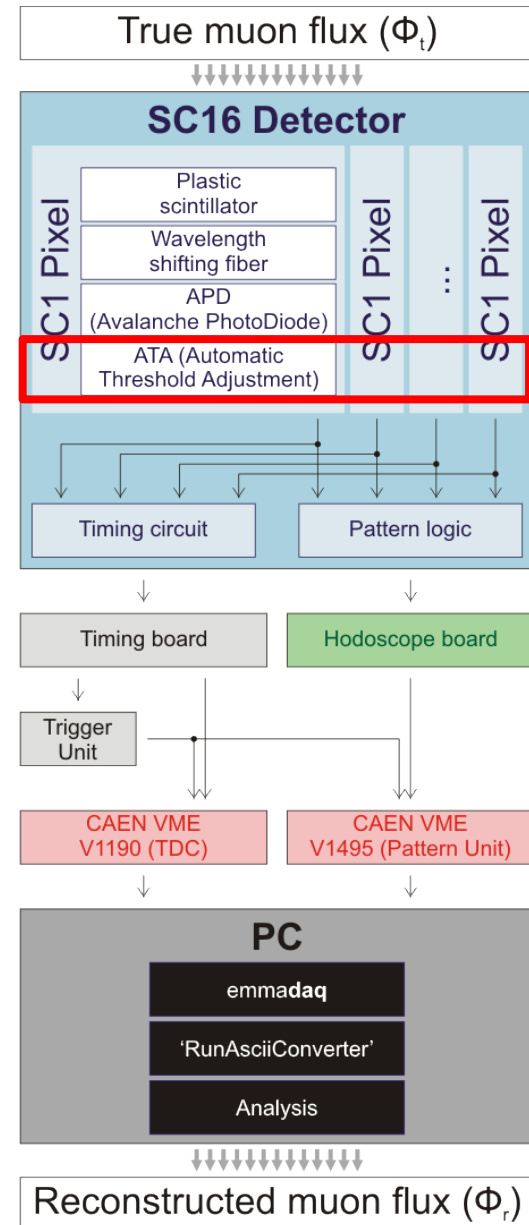 True muon flux (Φt)
SC16 Detector
SC1 Pixel
Plastic
scintillator
Wavelength
shifting fiber
APD
(Avalanche PhotoDiode)
ATA (Automatic
Threshold Adjustment)
SC1 Pixel
...
SC1 Pixel
Timing circuit
Pattern logic
Timing board
Hodoscope board
Trigger
Unit
CAEN VME
V1190 (TDC)
CAEN VME
V1495 (Pattern Unit)
PC
emmadaq
‘RunAsciiConverter’
Analysis
Reconstructed muon flux (Φr)